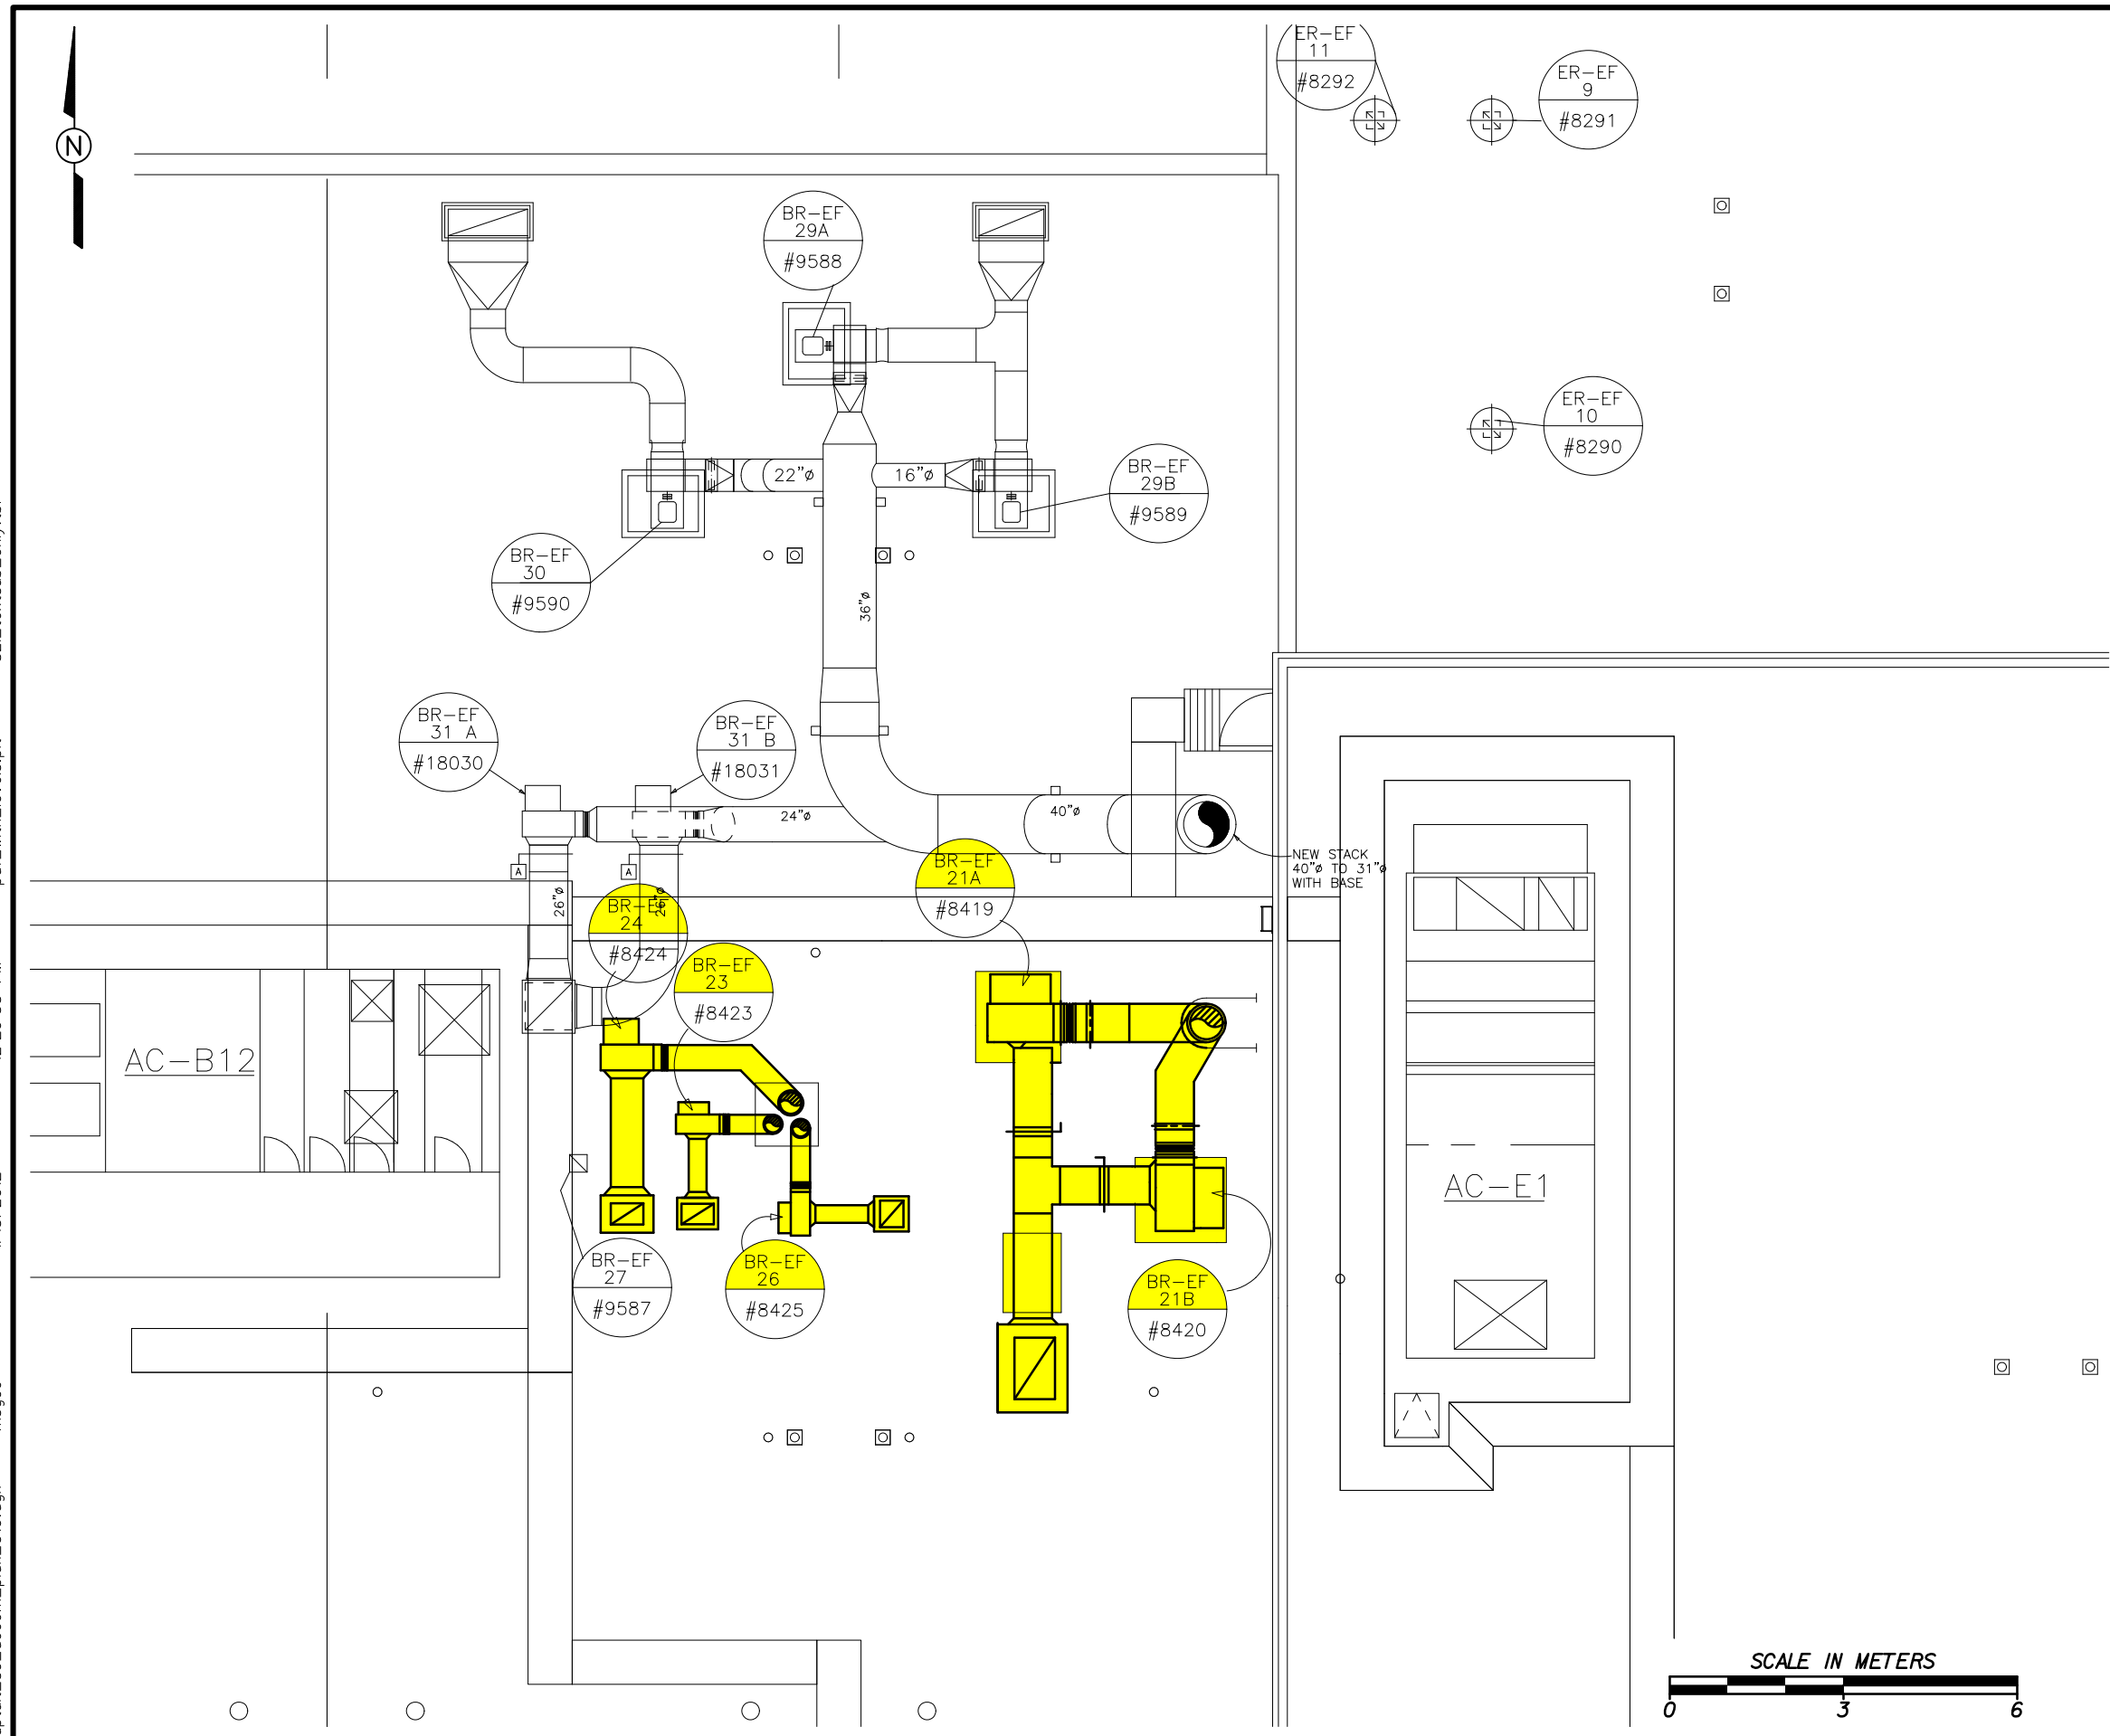 ER-EF
11
#8292
ER-EF
9
#8291
N
BR-EF
29A
#9588
BR-EF
29B
#9589
ER-EF
10
#8290
22"ø
16"ø
BR-EF
30
#9590
36"ø
BR-EF
31 A
#18030
BR-EF
31 B
#18031
24"ø
40"ø
NEW STACK
40"ø TO 31"ø
WITH BASE
A
A
BR-EF
21A
#8419
26"ø
26"ø
BR-EF
24
#8424
BR-EF
23
#8423
AC-B12
AC-E1
BR-EF
27
#9587
BR-EF
26
#8425
BR-EF
21B
#8420
SCALE IN METERS
0 3 6